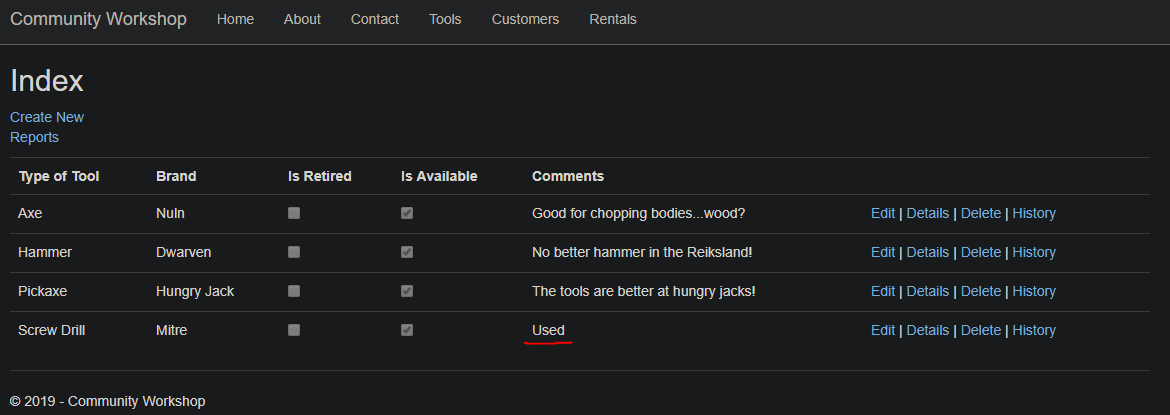 Community Workshop Home About Contact Tools Customers Rentals
Index
Create New
Reports
Type of Tool Brand Is Retired Is Available Comments
Axe Nuln Good for chopping bodies...wood? Edit | Details | Delete | History
Hammer Dwarven No better hammer in the Reiksland! Edit | Details | Delete | History
Pickaxe Hungry Jack The tools are better at hungry jacks! Edit | Details | Delete | History
Screw Drill Mitre Used Edit | Details | Delete | History
© 2019 - Community Workshop